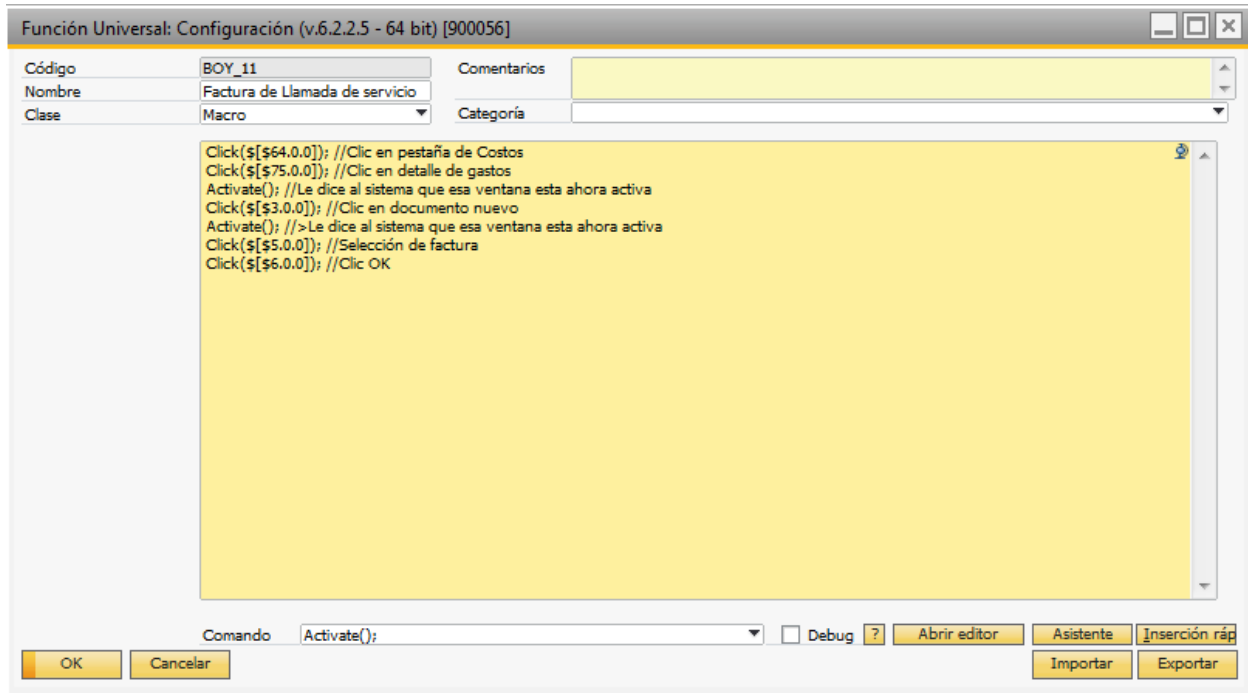 Función Universal: Configuración (v.6.2.2.5 - 64 bit) [900056]
Código BOY_11 Comentarios
Nombre Factura de Llamada de servicio
Clase Macro Categoría
Click($[$64.0.0]); //Clic en pestaña de Costos
Click($[$75.0.0]); //Clic en detalle de gastos
Activate(); //Le dice al sistema que esa ventana esta ahora activa
Click($[$3.0.0]); //Clic en documento nuevo
Activate(); //>Le dice al sistema que esa ventana esta ahora activa
Click($[$5.0.0]); //Selección de factura
Click($[$6.0.0]); //Clic OK
Comando Activate(); Debug ? Abrir editor Asistente Inserción ráp
OK Cancelar Importar Exportar